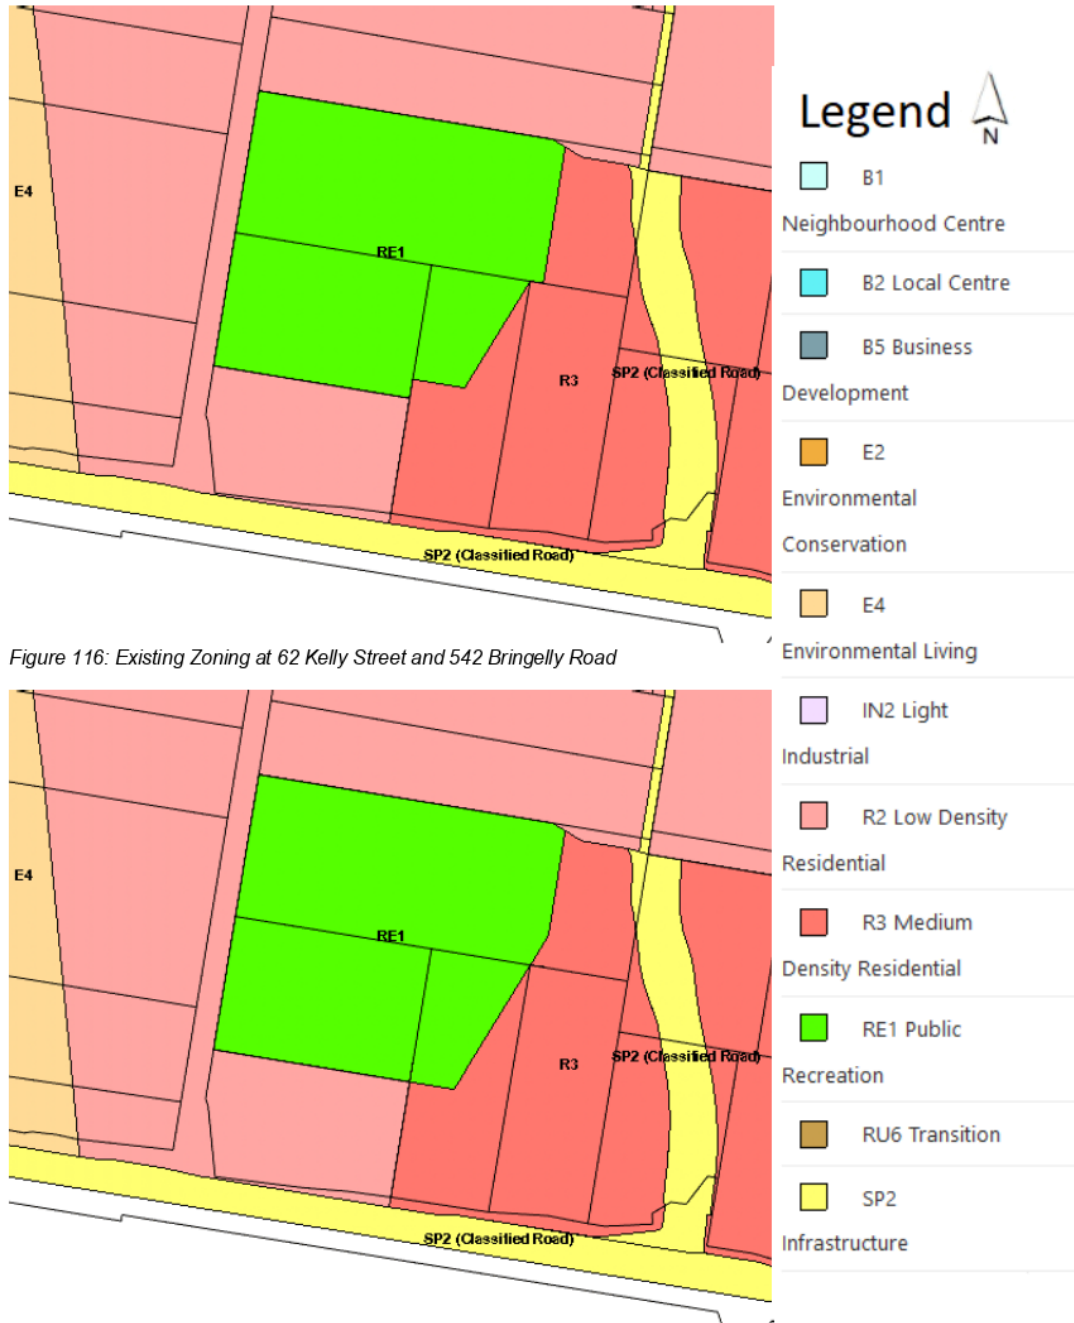 E4
RE1
R3
SP2 (Classified Road)
SP2 (Classified Road)
Figure 116: Existing Zoning at 62 Kelly Street and 542 Bringelly Road
E4
RE1
R3
SP2 (Classified Road)
SP2 (Classified Road)
Legend
N
B1
Neighbourhood Centre
B2 Local Centre
B5 Business
Development
E2
Environmental
Conservation
E4
Environmental Living
IN2 Light
Industrial
R2 Low Density
Residential
R3 Medium
Density Residential
RE1 Public
Recreation
RU6 Transition
SP2
Infrastructure